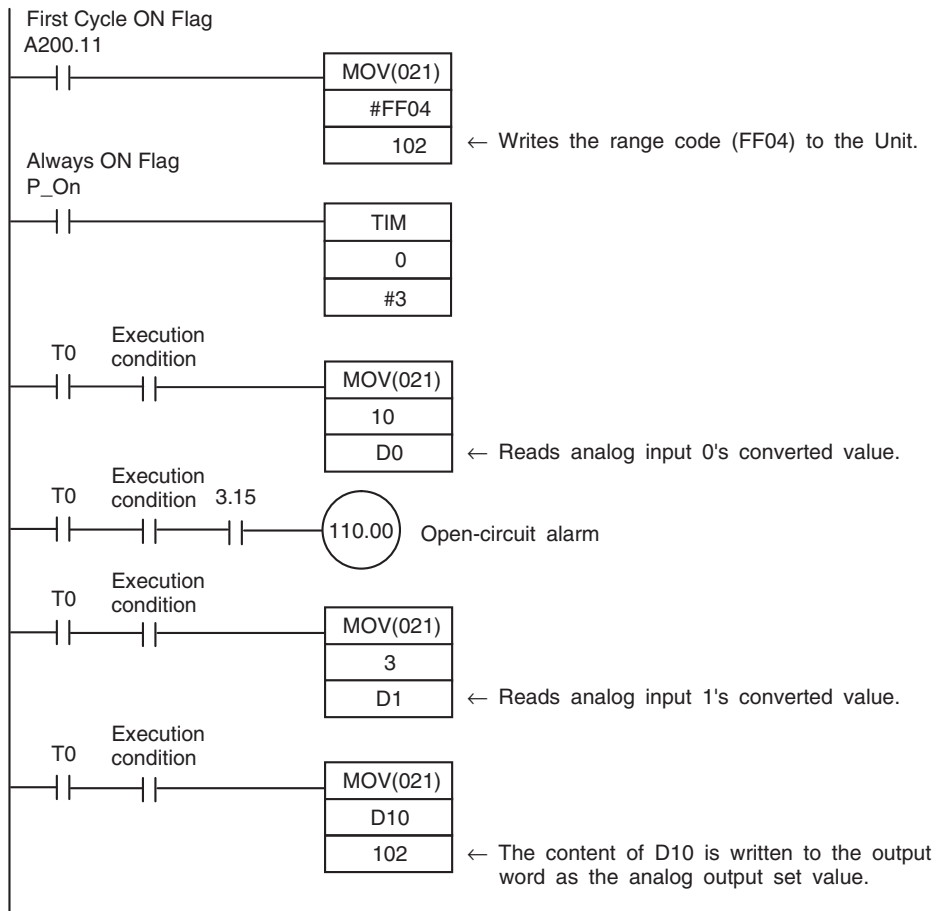 First Cycle ON Flag
A200.11
MOV(021)
#FF04
102 ← Writes the range code (FF04) to the Unit.
Always ON Flag
P_On
TIM
0
#3
Execution
T0 condition
MOV(021)
10
D0 ← Reads analog input 0's converted value.
Execution
T0 condition 3.15
110.00 Open-circuit alarm
Execution
T0 condition
MOV(021)
3
D1 ← Reads analog input 1's converted value.
Execution
T0 condition
MOV(021)
D10
102 ← The content of D10 is written to the output
word as the analog output set value.